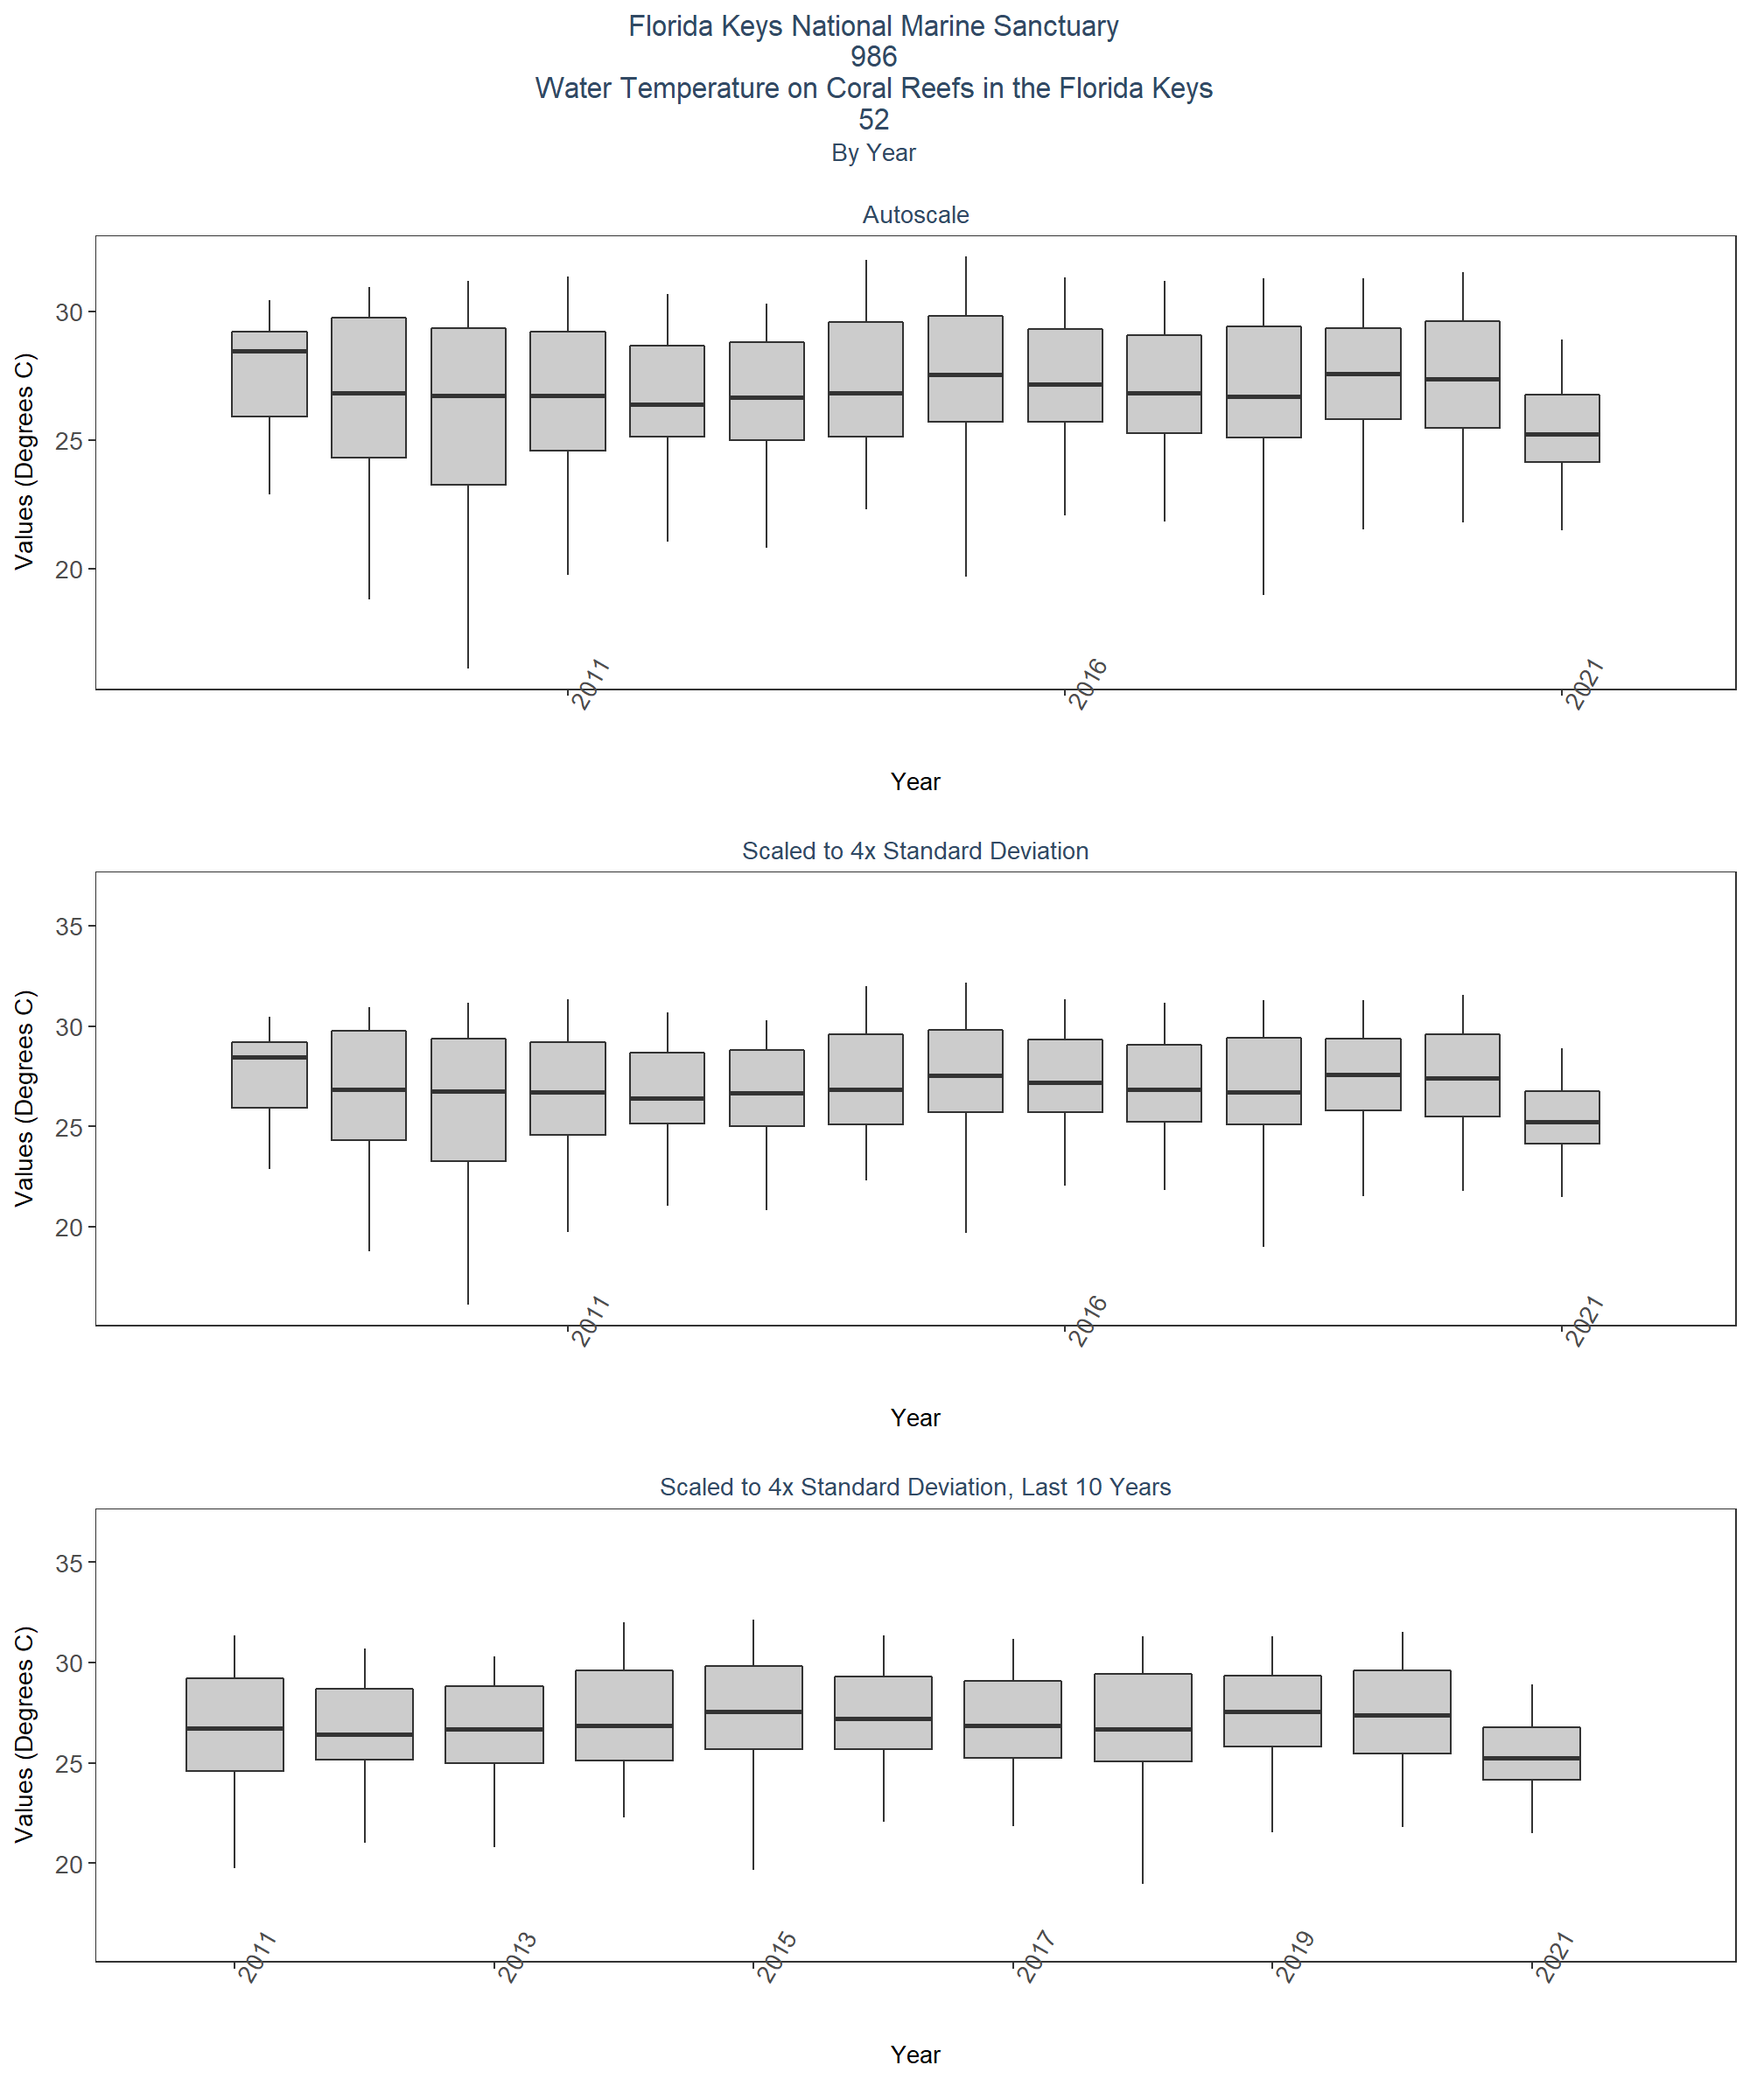 Florida Keys National Marine Sanctuary
986
Water Temperature on Coral Reefs in the Florida Keys
52
By Year
Autoscale
Values (Degrees C)
30
25
20
2011
2016
2021
Year
Scaled to 4x Standard Deviation
Values (Degrees C)
35
30
25
20
2011
2016
2021
Year
Scaled to 4x Standard Deviation, Last 10 Years
Values (Degrees C)
35
30
25
20
2011
2013
2015
2017
2019
2021
Year